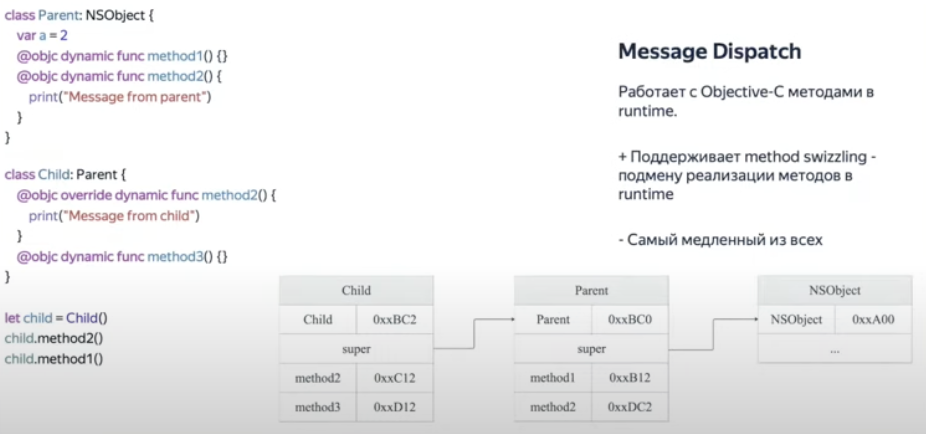 class Parent: NSObject {
var a = 2
@objc dynamic func method1() {}
@objc dynamic func method2() {
print("Message from parent")
}
}
class Child: Parent {
@objc override dynamic func method2() {
print("Message from child")
}
@objc dynamic func method3() {}
}
let child = Child()
child.method2()
child.method1()
Message Dispatch
Работает с Objective-C методами в
runtime.
+ Поддерживает method swizzling -
подмену реализации методов в
runtime
- Самый медленный из всех
Child
Child 0xxBC2
super
method2 0xxC12
method3 0xxD12
Parent
Parent 0xxBC0
super
method1 0xxB12
method2 0xxDC2
NSObject
NSObject 0xxA00
...